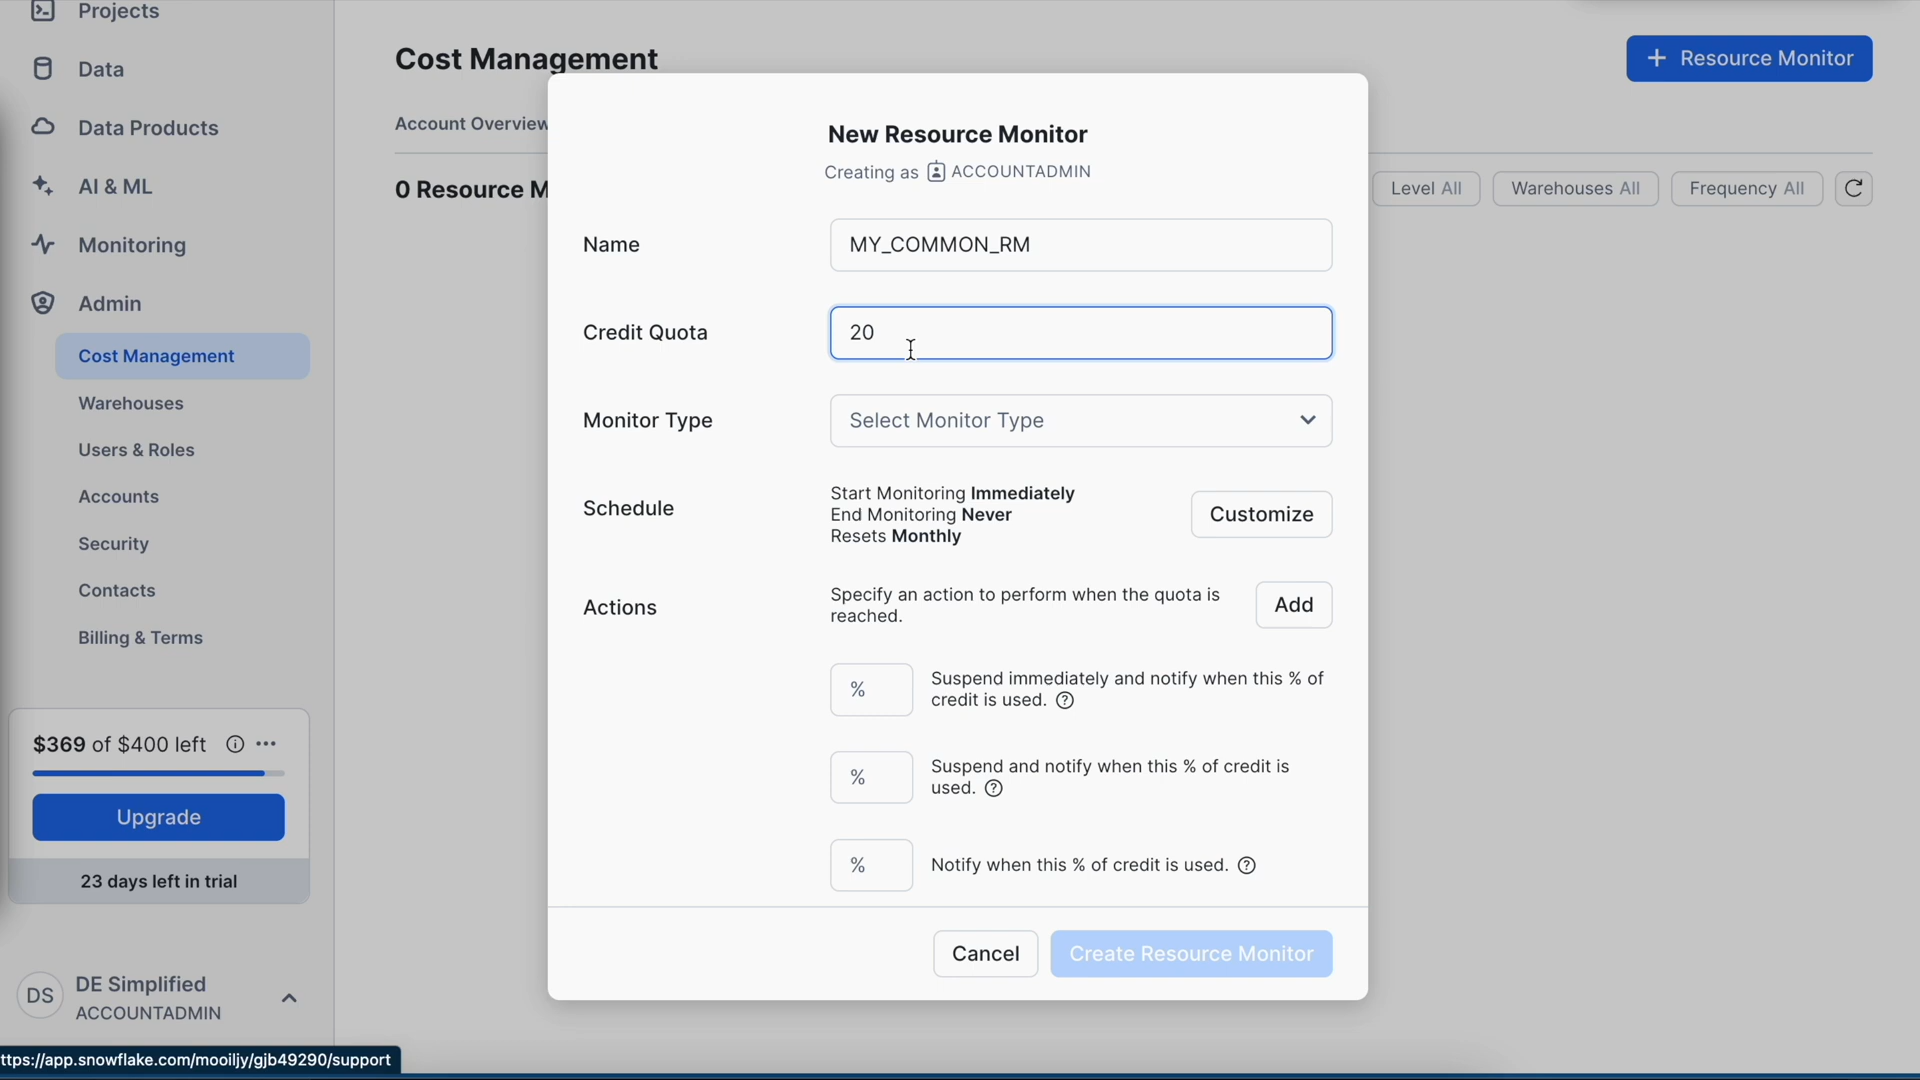 Projects
Data
Data Products
AI & ML
Monitoring
Admin
Cost Management
Warehouses
Users & Roles
Accounts
Security
Contacts
Billing & Terms
$369 of $400 left
Upgrade
23 days left in trial
DS
DE Simplified
ACCOUNTADMIN
ttps://app.snowflake.com/mooiljy/gjb49290/support
Cost Management
+ Resource Monitor
Account Overview
0 Resource M
Level All
Warehouses All
Frequency All
New Resource Monitor
Creating as ACCOUNTADMIN
Name
MY_COMMON_RM
Credit Quota
20
Monitor Type
Select Monitor Type
Schedule
Start Monitoring Immediately
End Monitoring Never
Resets Monthly
Customize
Actions
Specify an action to perform when the quota is
reached.
Add
%
Suspend immediately and notify when this % of
credit is used.
%
Suspend and notify when this % of credit is
used.
%
Notify when this % of credit is used.
Cancel
Create Resource Monitor